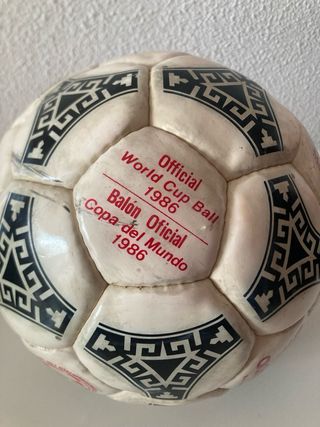 Official
World Cup Ball
1986
Balón Oficial
Copa del Mundo
1986